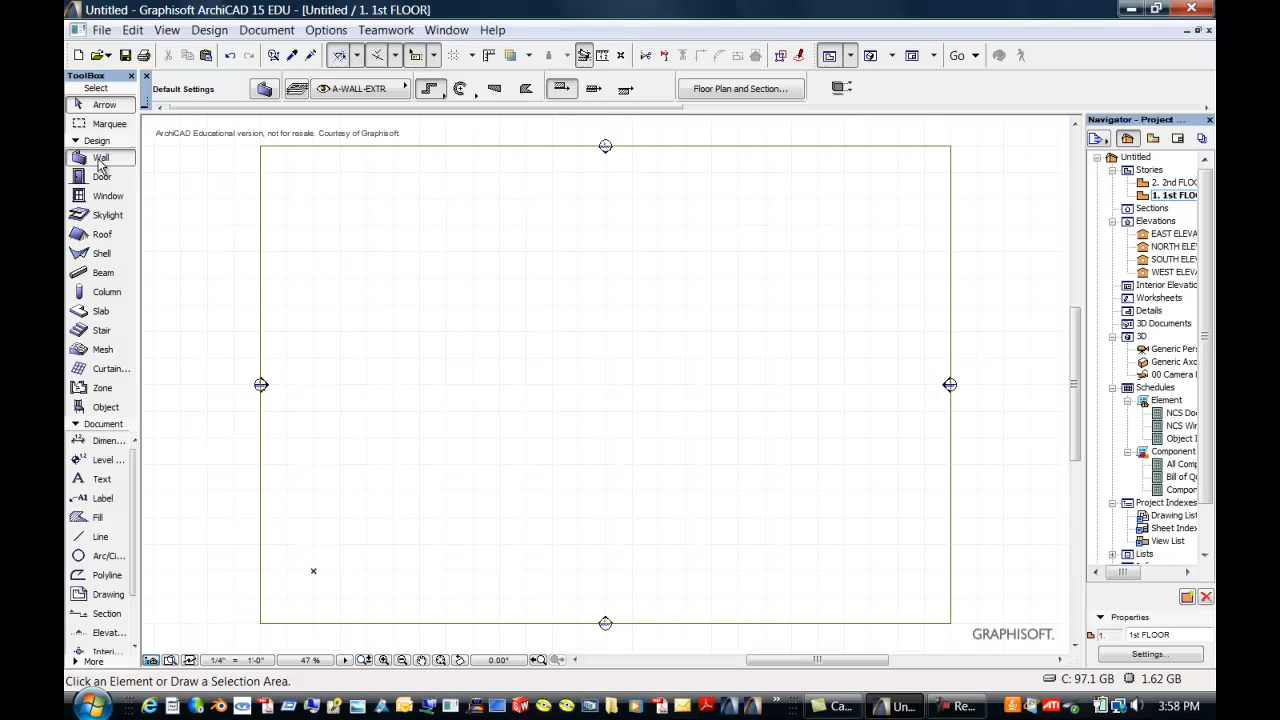 Untitled - Graphisoft ArchiCAD 15 EDU - [Untitled / 1. 1st FLOOR]
File Edit View Design Document Options Teamwork Window Help
Go
ToolBox
Select
Arrow
Marquee
Design
Wall
Door
Window
Skylight
Roof
Shell
Beam
Column
Slab
Stair
Mesh
Curtain...
Zone
Object
Document
Dimen...
Level ...
Text
Label
Fill
Line
Arc/Ci...
Polyline
Drawing
Section
Elevat...
Interi...
More
Default Settings
A-WALL-EXTR
Floor Plan and Section...
ArchiCAD Educational version, not for resale. Courtesy of Graphisoft.
GRAPHISOFT.
1/4" = 1'-0"
47 %
0.00°
Navigator - Project ...
Untitled
Stories
2. 2nd FLOO
1. 1st FLOO
Sections
Elevations
EAST ELEVA
NORTH ELEV
SOUTH ELEV
WEST ELEVA
Interior Elevatio
Worksheets
Details
3D Documents
3D
Generic Pers
Generic Axo
00 Camera
Schedules
Element
NCS Doo
NCS Win
Object I
Component
All Comp
Bill of Qu
Compon
Project Indexes
Drawing List
Sheet Index
View List
Lists
Properties
1. 1st FLOOR
Settings...
Click an Element or Draw a Selection Area.
C: 97.1 GB 1.62 GB
Ca...
Un...
Re...
3:58 PM